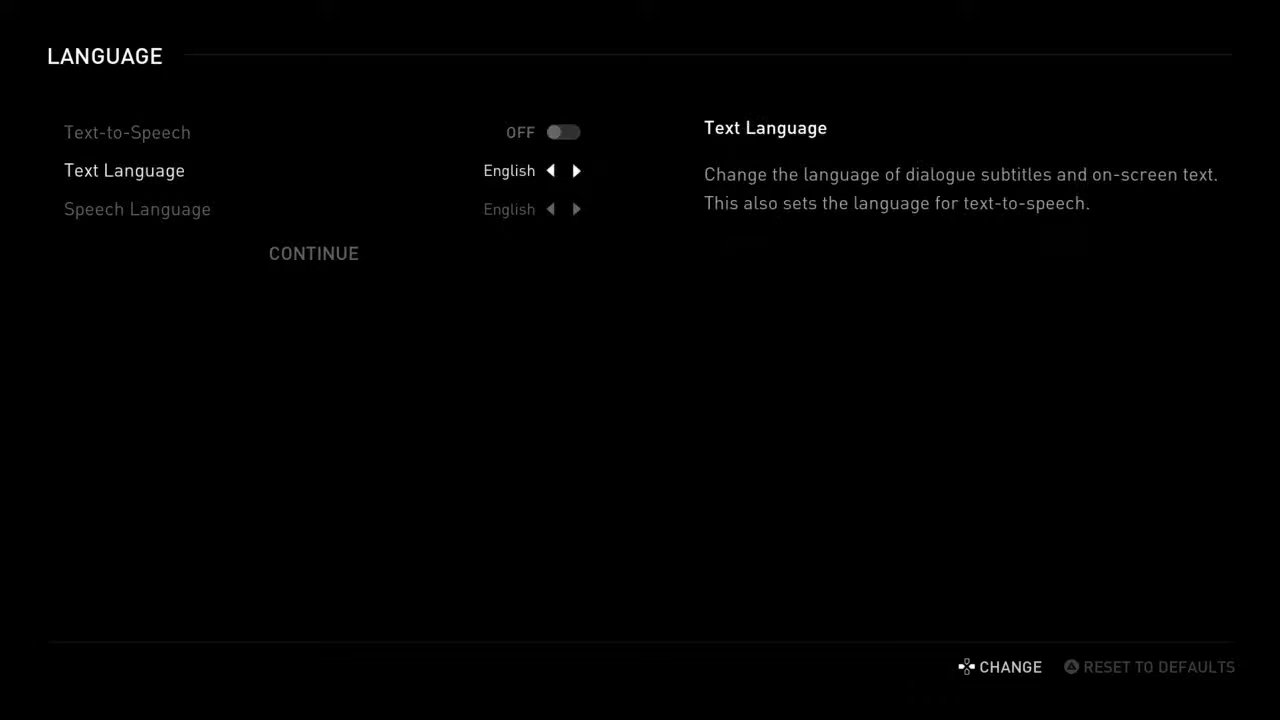 LANGUAGE
Text-to-Speech OFF
Text Language English
Speech Language English
CONTINUE
Text Language
Change the language of dialogue subtitles and on-screen text.
This also sets the language for text-to-speech.
CHANGE RESET TO DEFAULTS